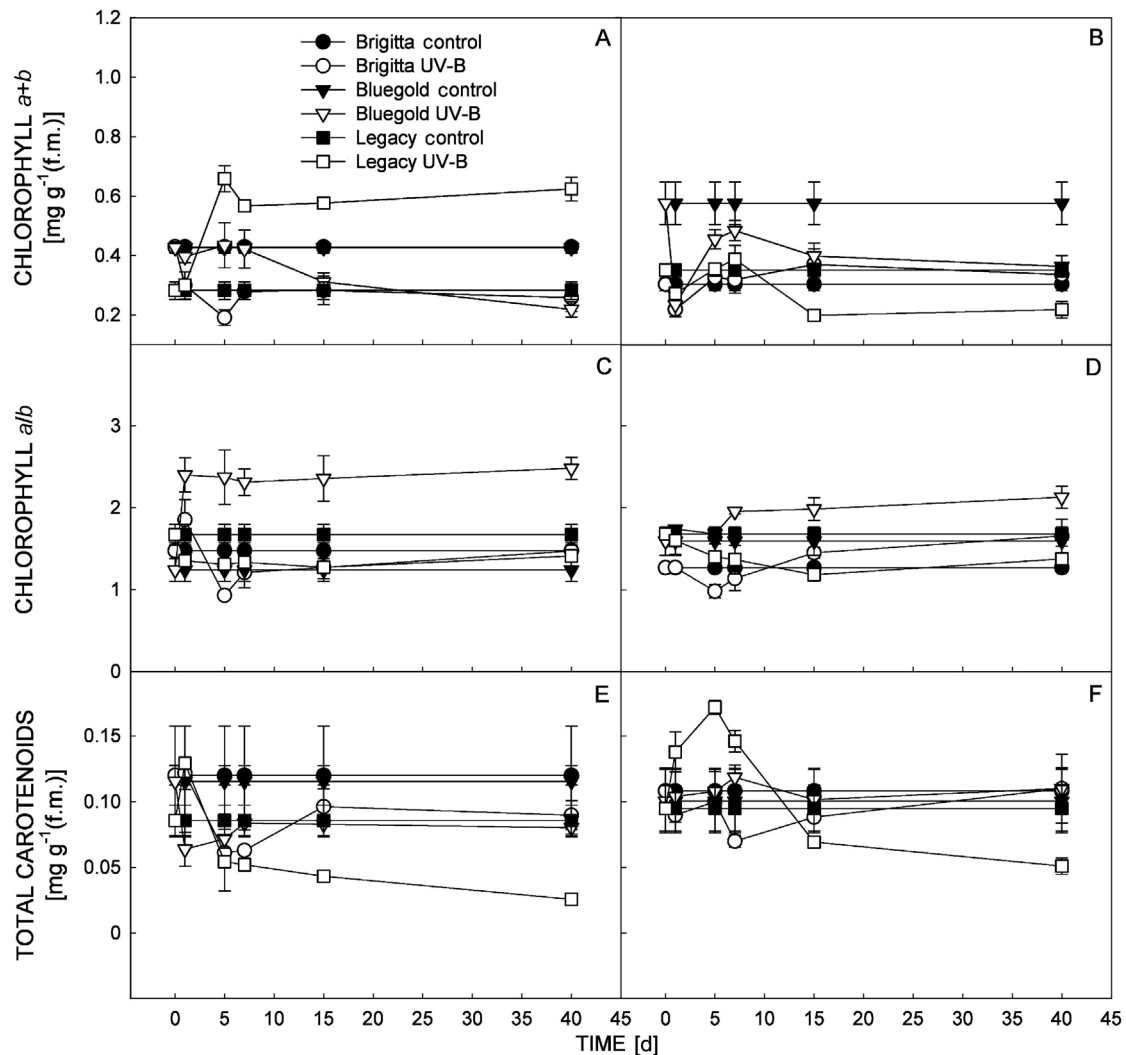 CHLOROPHYLL a+b
[mg g-1(f.m.)]
1.2
1.0
0.8
0.6
0.4
0.2
A
Brigitta control
Brigitta UV-B
Bluegold control
Bluegold UV-B
Legacy control
Legacy UV-B
B
CHLOROPHYLL a/b
3
2
1
0
C
D
TOTAL CAROTENOIDS
[mg g-1(f.m.)]
0.15
0.10
0.05
0
E
F
0 5 10 15 20 25 30 35 40 45
0 5 10 15 20 25 30 35 40 45
TIME [d]